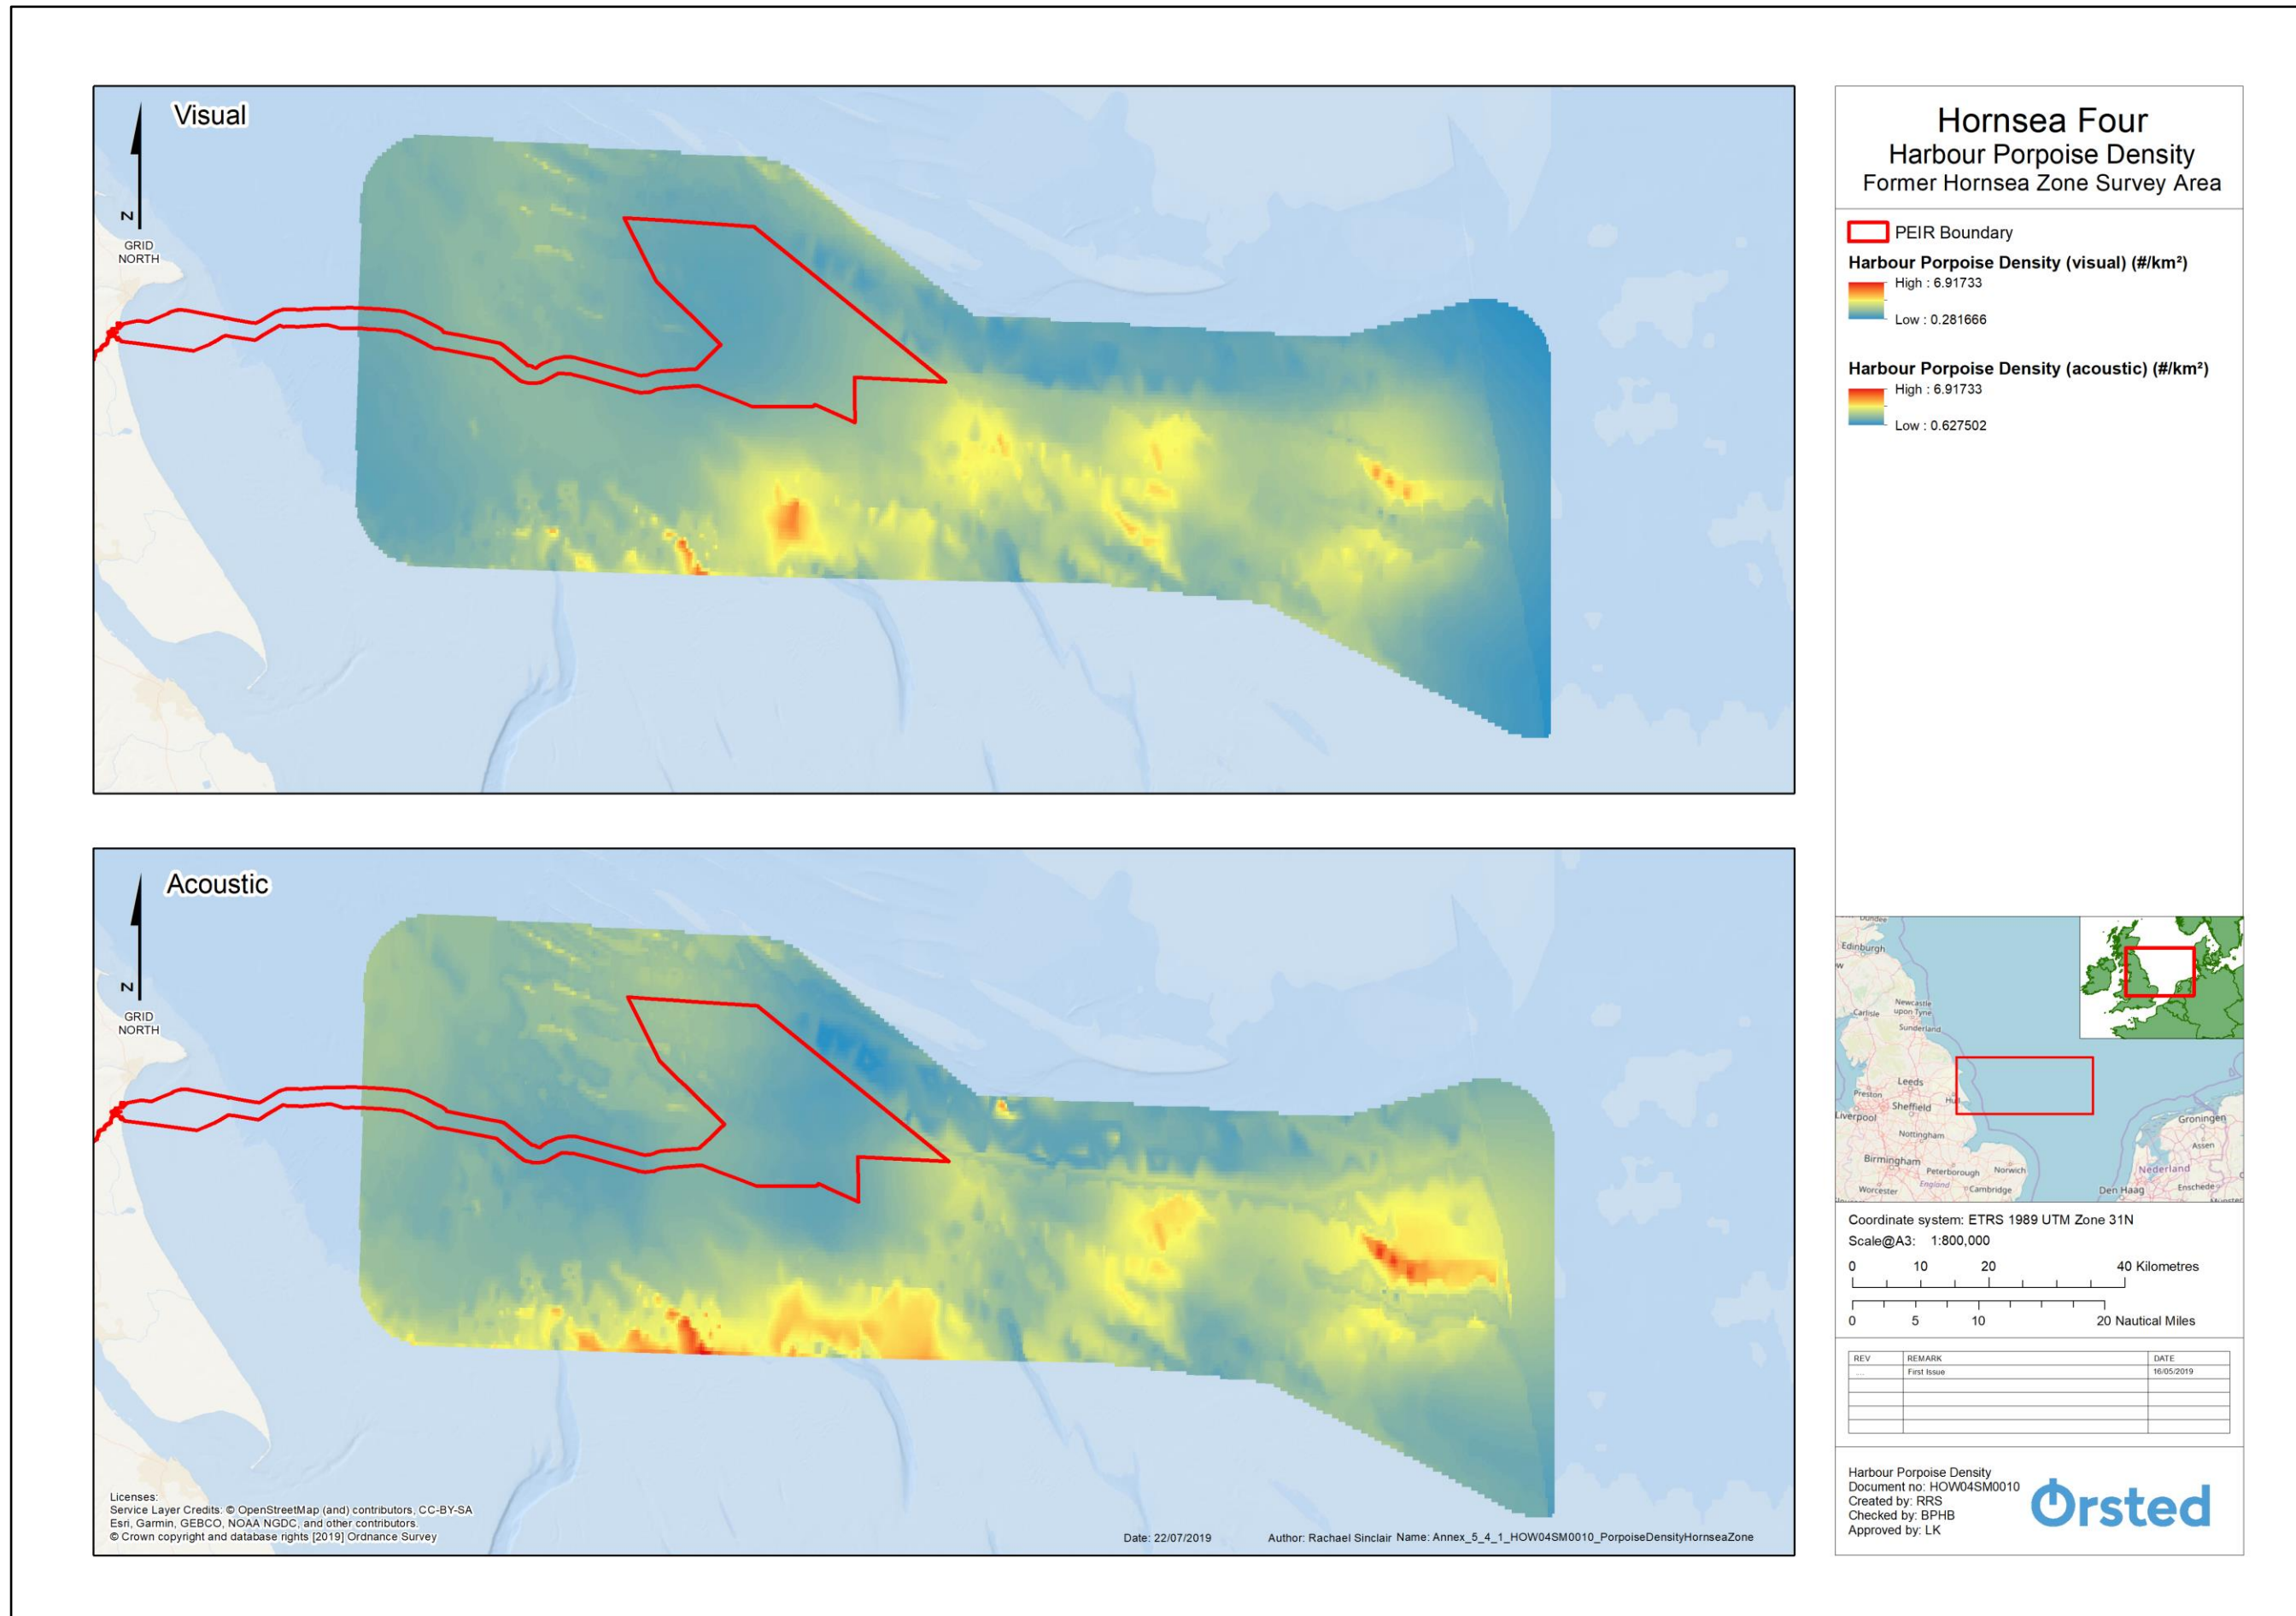 Visual
N
GRID
NORTH
Acoustic
N
GRID
NORTH
Licenses:
Service Layer Credits: © OpenStreetMap (and) contributors, CC-BY-SA
Esri, Garmin, GEBCO, NOAA NGDC, and other contributors.
© Crown copyright and database rights [2019] Ordnance Survey
Date: 22/07/2019
Author: Rachael Sinclair Name: Annex_5_4_1_HOW04SM0010_PorpoiseDensityHornseaZone
Hornsea Four
Harbour Porpoise Density
Former Hornsea Zone Survey Area
PEIR Boundary
Harbour Porpoise Density (visual) (#/km²)
High : 6.91733
Low : 0.281666
Harbour Porpoise Density (acoustic) (#/km²)
High : 6.91733
Low : 0.627502
Dundee
Edinburgh
Newcastle
upon Tyne
Carlisle
Sunderland
Leeds
Preston
Hull
Sheffield
Liverpool
Nottingham
Birmingham
Peterborough
Norwich
England
Worcester
Cambridge
Groningen
Assen
Nederland
Den Haag
Enschede
Coordinate system: ETRS 1989 UTM Zone 31N
Scale@A3: 1:800,000
0 10 20 40 Kilometres
0 5 10 20 Nautical Miles
REV REMARK DATE
... First Issue 16/05/2019
Harbour Porpoise Density
Document no: HOW04SM0010
Created by: RRS
Checked by: BPHB
Approved by: LK
Orsted